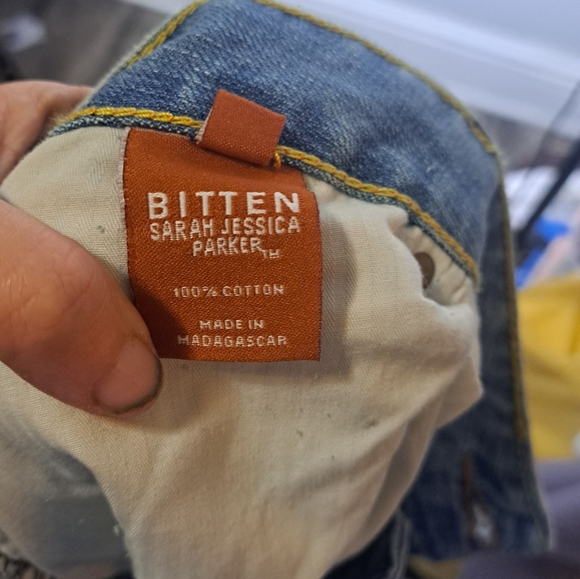 BITTEN
SARAH JESSICA
PARKER TM
100% COTTON
MADE IN
MADAGASCAR